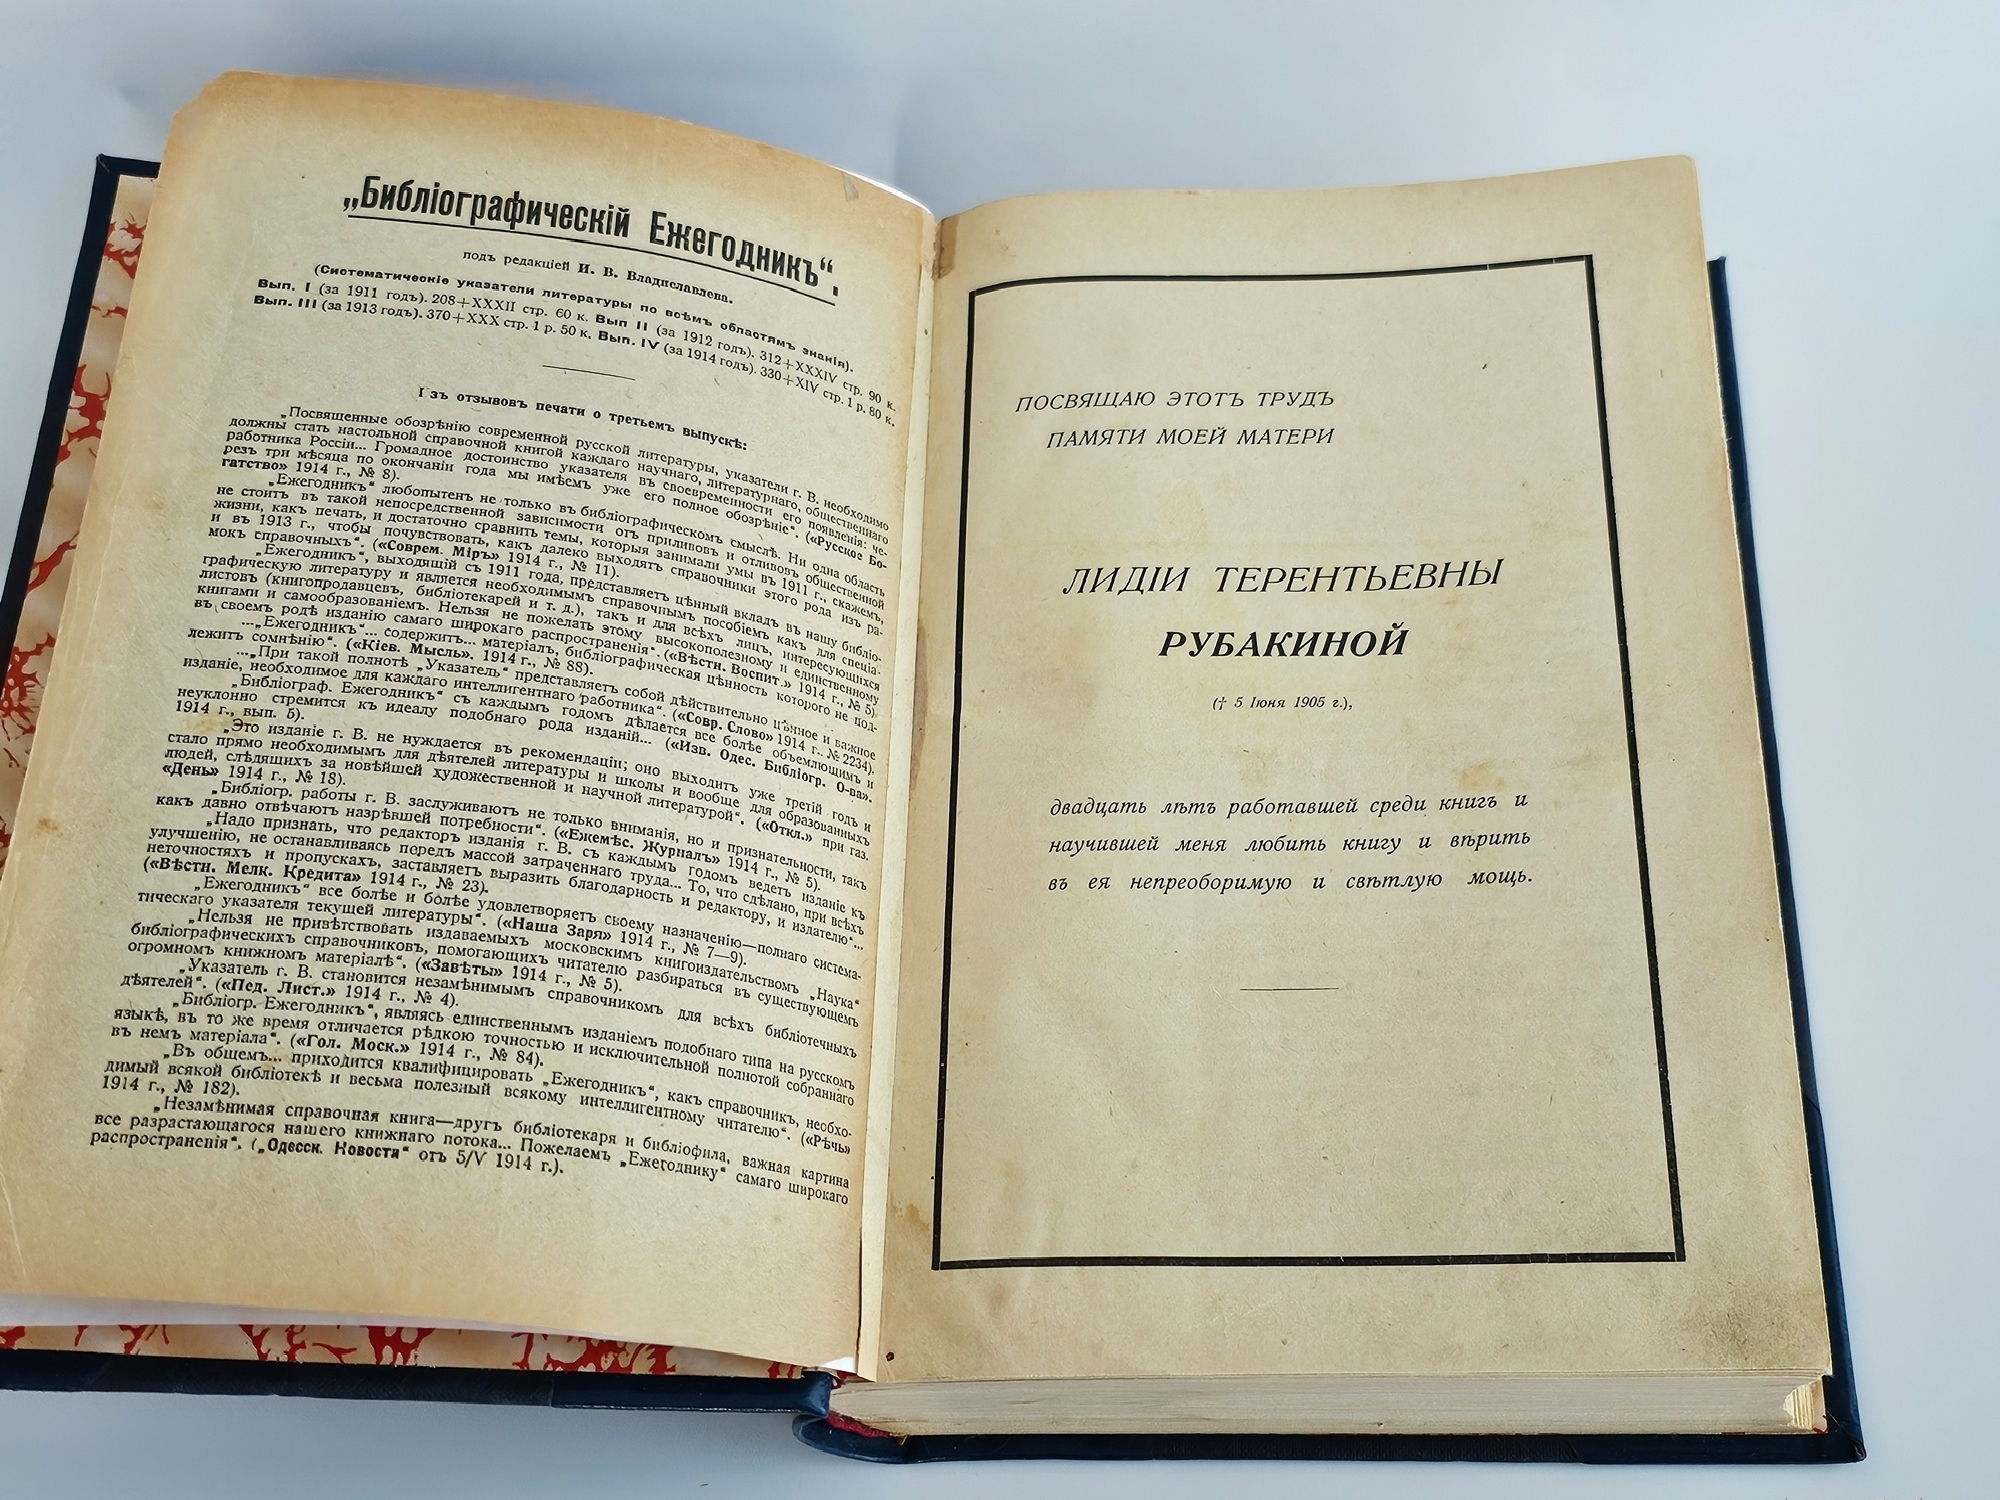 „Библіографическій Ежегодникъ“.
подъ редакціей И. В. Владиславлева.
(Систематическіе указатели литературы по всѣмъ областямъ знанія).
Вып. I (за 1911 годъ). 208+XXXII стр. 60 к. Вып II (за 1912 годъ). 312+XXXIV стр. 90 к.
Вып. III (за 1913 годъ). 370+XXX стр. 1 р. 50 к. Вып. IV (за 1914 годъ). 330+XIV стр. 1 р. 80 к.
I зъ отзывовъ печати о третьемъ выпускѣ:
„Посвященные обозрѣнію современной русской литературы, указатели г. В. необходимо
должны стать настольной справочной книгой каждаго научнаго, литературнаго, общественнаго
работника Россіи... Громадное достоинство указателя въ своевременности его появленія: че-
резъ три мѣсяца по окончаніи года мы имѣемъ уже его полное обозрѣніе“. («Русское Бо-
гатство» 1914 г., № 8).
„Ежегодникъ“ любопытенъ не только въ библіографическомъ смыслѣ. Ни одна область
не стоитъ въ такой непосредственной зависимости отъ приливовъ и отливовъ общественной
жизни, какъ печать, и достаточно сравнить темы, которыя занимали умы въ 1911 г., скажемъ,
и въ 1913 г., чтобы почувствовать, какъ далеко выходятъ справочники этого рода изъ ра-
мокъ справочныхъ“. («Соврем. Міръ» 1914 г., № 11).
„Ежегодникъ“, выходящій съ 1911 года, представляетъ цѣнный вкладъ въ нашу библіо-
графическую литературу и является необходимымъ справочнымъ пособіемъ какъ для спеціа-
листовъ (книгопродавцевъ, библіотекарей и т. д.), такъ и для всѣхъ лицъ, интересующихся
книгами и самообразованіемъ. Нельзя не пожелать этому высокополезному и единственному
въ своемъ родѣ изданію самаго широкаго распространенія“. («Вѣстн. Воспит.» 1914 г., № 5)
...„Ежегодникъ“... содержитъ... матеріалъ, библіографическая цѣнность котораго не под-
лежитъ сомнѣнію“. («Кіев. Мысль». 1914 г., № 88).
...„При такой полнотѣ „Указатель“ представляетъ собой дѣйствительно цѣнное и важное
изданіе, необходимое для каждаго интеллигентнаго работника“. («Совр. Слово» 1914 г. № 2234).
„Библіограф. Ежегодникъ“ съ каждымъ годомъ дѣлается все болѣе объемлющимъ и
неуклонно стремится къ идеалу подобнаго рода изданій... («Изв. Одес. Библіогр. О-ва».
1914 г., вып. 5).
„Это изданіе г. В. не нуждается въ рекомендаціи; оно выходитъ уже третій годъ и
стало прямо необходимымъ для дѣятелей литературы и школы и вообще для образованныхъ
людей, слѣдящихъ за новѣйшей художественной и научной литературой“. («Откл.» при газ.
«День» 1914 г., № 18).
„Библіогр. работы г. В. заслуживаютъ не только вниманія, но и признательности, такъ
какъ давно отвѣчаютъ назрѣвшей потребности“. («Ежемѣс. Журналъ» 1914 г., № 5).
„Надо признать, что редакторъ изданія г. В. съ каждымъ годомъ ведетъ изданіе къ
улучшенію, не останавливаясь передъ массой затраченнаго труда... То, что сдѣлано, при всѣхъ
неточностяхъ и пропускахъ, заставляетъ выразить благодарность и редактору, и издателю“...
(«Вѣстн. Мелк. Кредита» 1914 г., № 23).
„Ежегодникъ“ все болѣе и болѣе удовлетворяетъ своему назначенію—полнаго система-
тическаго указателя текущей литературы“. («Наша Заря» 1914 г., № 7—9).
„Нельзя не привѣтствовать издаваемыхъ московскимъ книгоиздательствомъ „Наука“
библіографическихъ справочниковъ, помогающихъ читателю разбираться въ существующемъ
огромномъ книжномъ матеріалѣ“. («Завѣты» 1914 г., № 5).
„Указатель г. В. становится незамѣнимымъ справочникомъ для всѣхъ библіотечныхъ
дѣятелей“. («Пед. Лист.» 1914 г., № 4).
„Библіогр. Ежегодникъ“, являясь единственнымъ изданіемъ подобнаго типа на русскомъ
языкѣ, въ то же время отличается рѣдкою точностью и исключительной полнотой собраннаго
въ немъ матеріала“. («Гол. Моск.» 1914 г., № 84).
„Въ общемъ... приходится квалифицировать „Ежегодникъ“, какъ справочникъ, необхо-
димый всякой библіотекѣ и весьма полезный всякому интеллигентному читателю“. («Рѣчь»
1914 г., № 182).
„Незамѣнимая справочная книга—другъ библіотекаря и библіофила, важная картина
все разрастающагося нашего книжнаго потока... Пожелаемъ „Ежегоднику“ самаго широкаго
распространенія“. („Одесск. Новости“ отъ 5/V 1914 г.).
ПОСВЯЩАЮ ЭТОТЪ ТРУДЪ
ПАМЯТИ МОЕЙ МАТЕРИ
ЛИДІИ ТЕРЕНТЬЕВНЫ
РУБАКИНОЙ
(† 5 Іюня 1905 г.),
двадцать лѣтъ работавшей среди книгъ и
научившей меня любить книгу и вѣрить
въ ея непреоборимую и свѣтлую мощь.